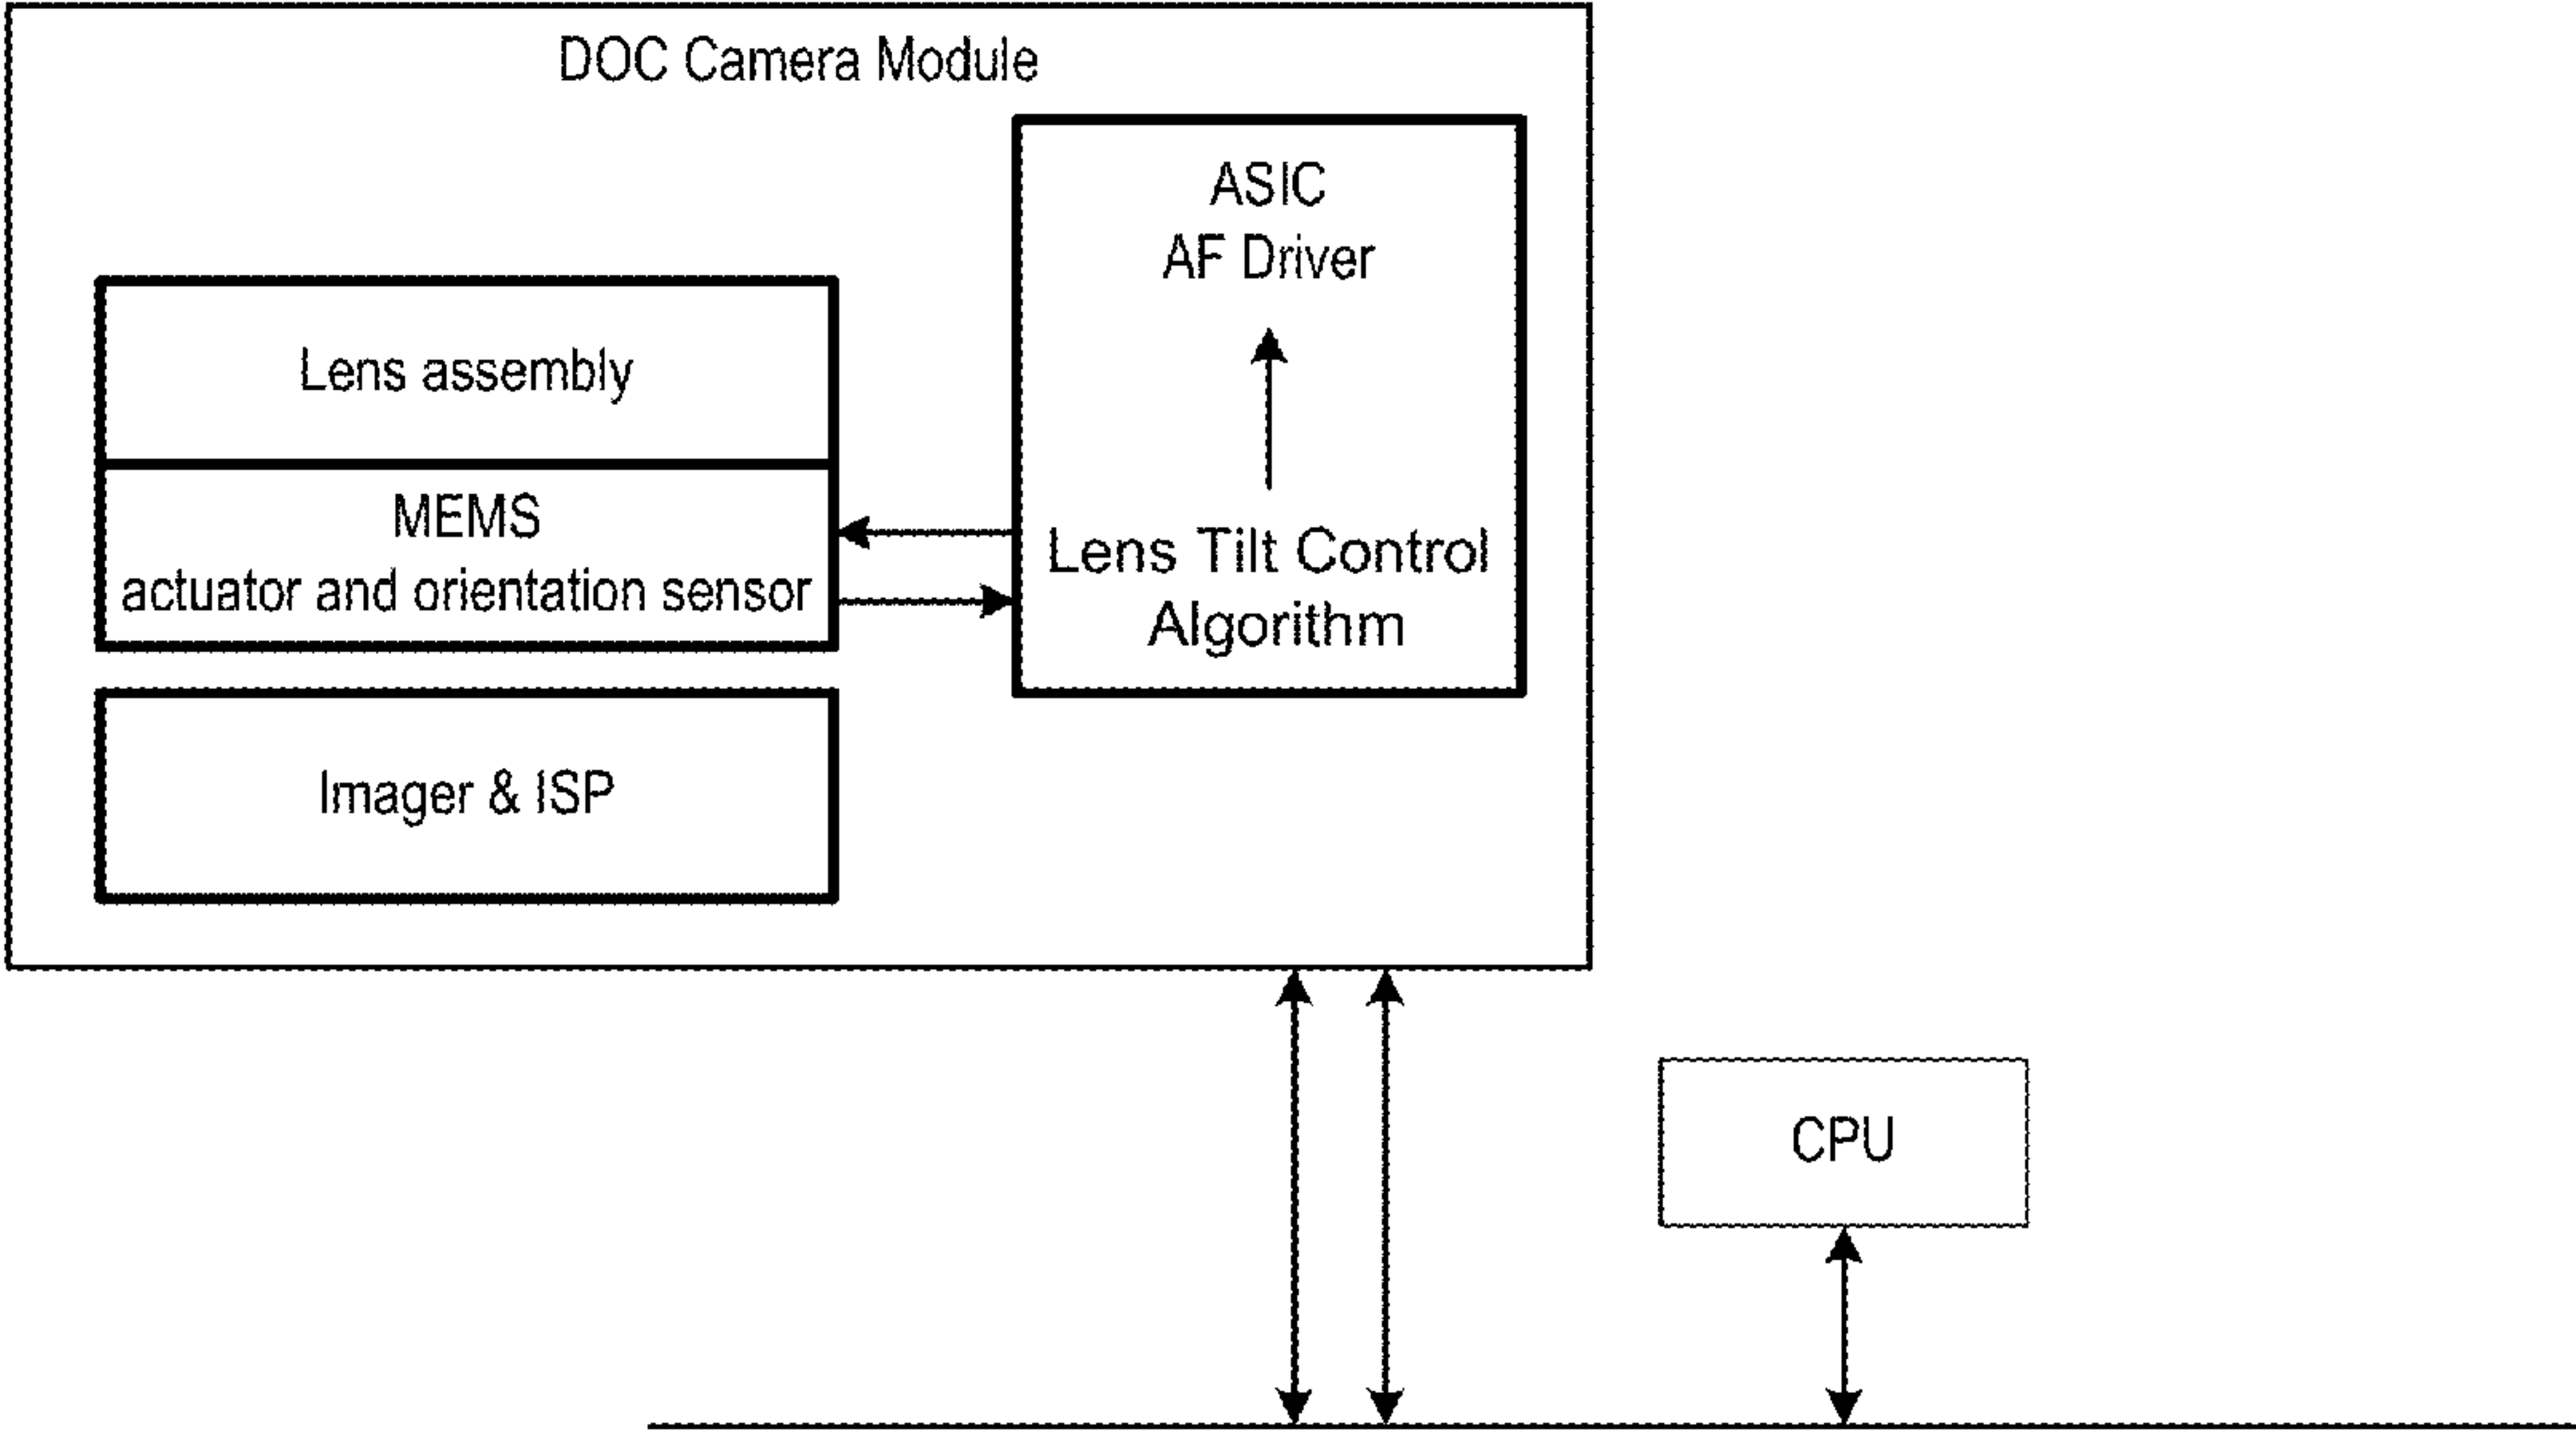 DOC Camera Module
ASIC
AF Driver
Lens assembly
MEMS
actuator and orientation sensor
Lens Tilt Control
Algorithm
Imager & ISP
CPU